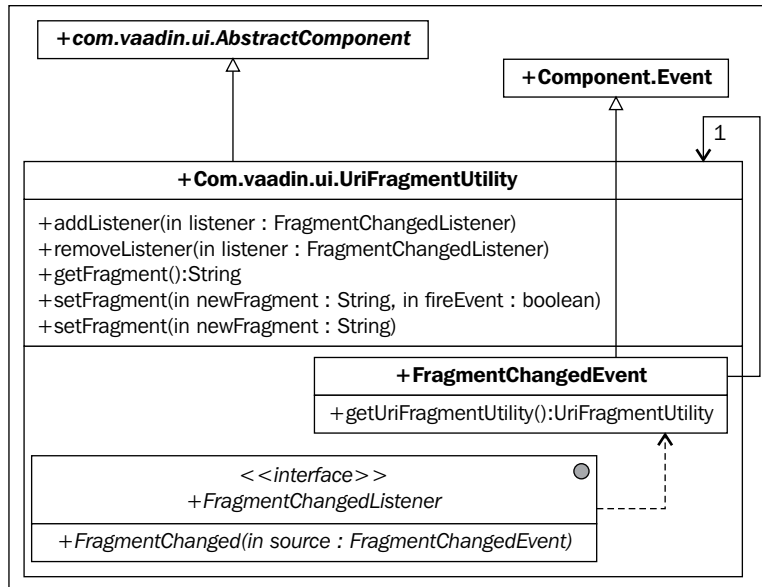 +com.vaadin.ui.AbstractComponent
+Component.Event
1
+Com.vaadin.ui.UriFragmentUtility
+addListener(in listener : FragmentChangedListener)
+removeListener(in listener : FragmentChangedListener)
+getFragment():String
+setFragment(in newFragment : String, in fireEvent : boolean)
+setFragment(in newFragment : String)
+FragmentChangedEvent
+getUriFragmentUtility():UriFragmentUtility
<<interface>>
+FragmentChangedListener
+FragmentChanged(in source : FragmentChangedEvent)